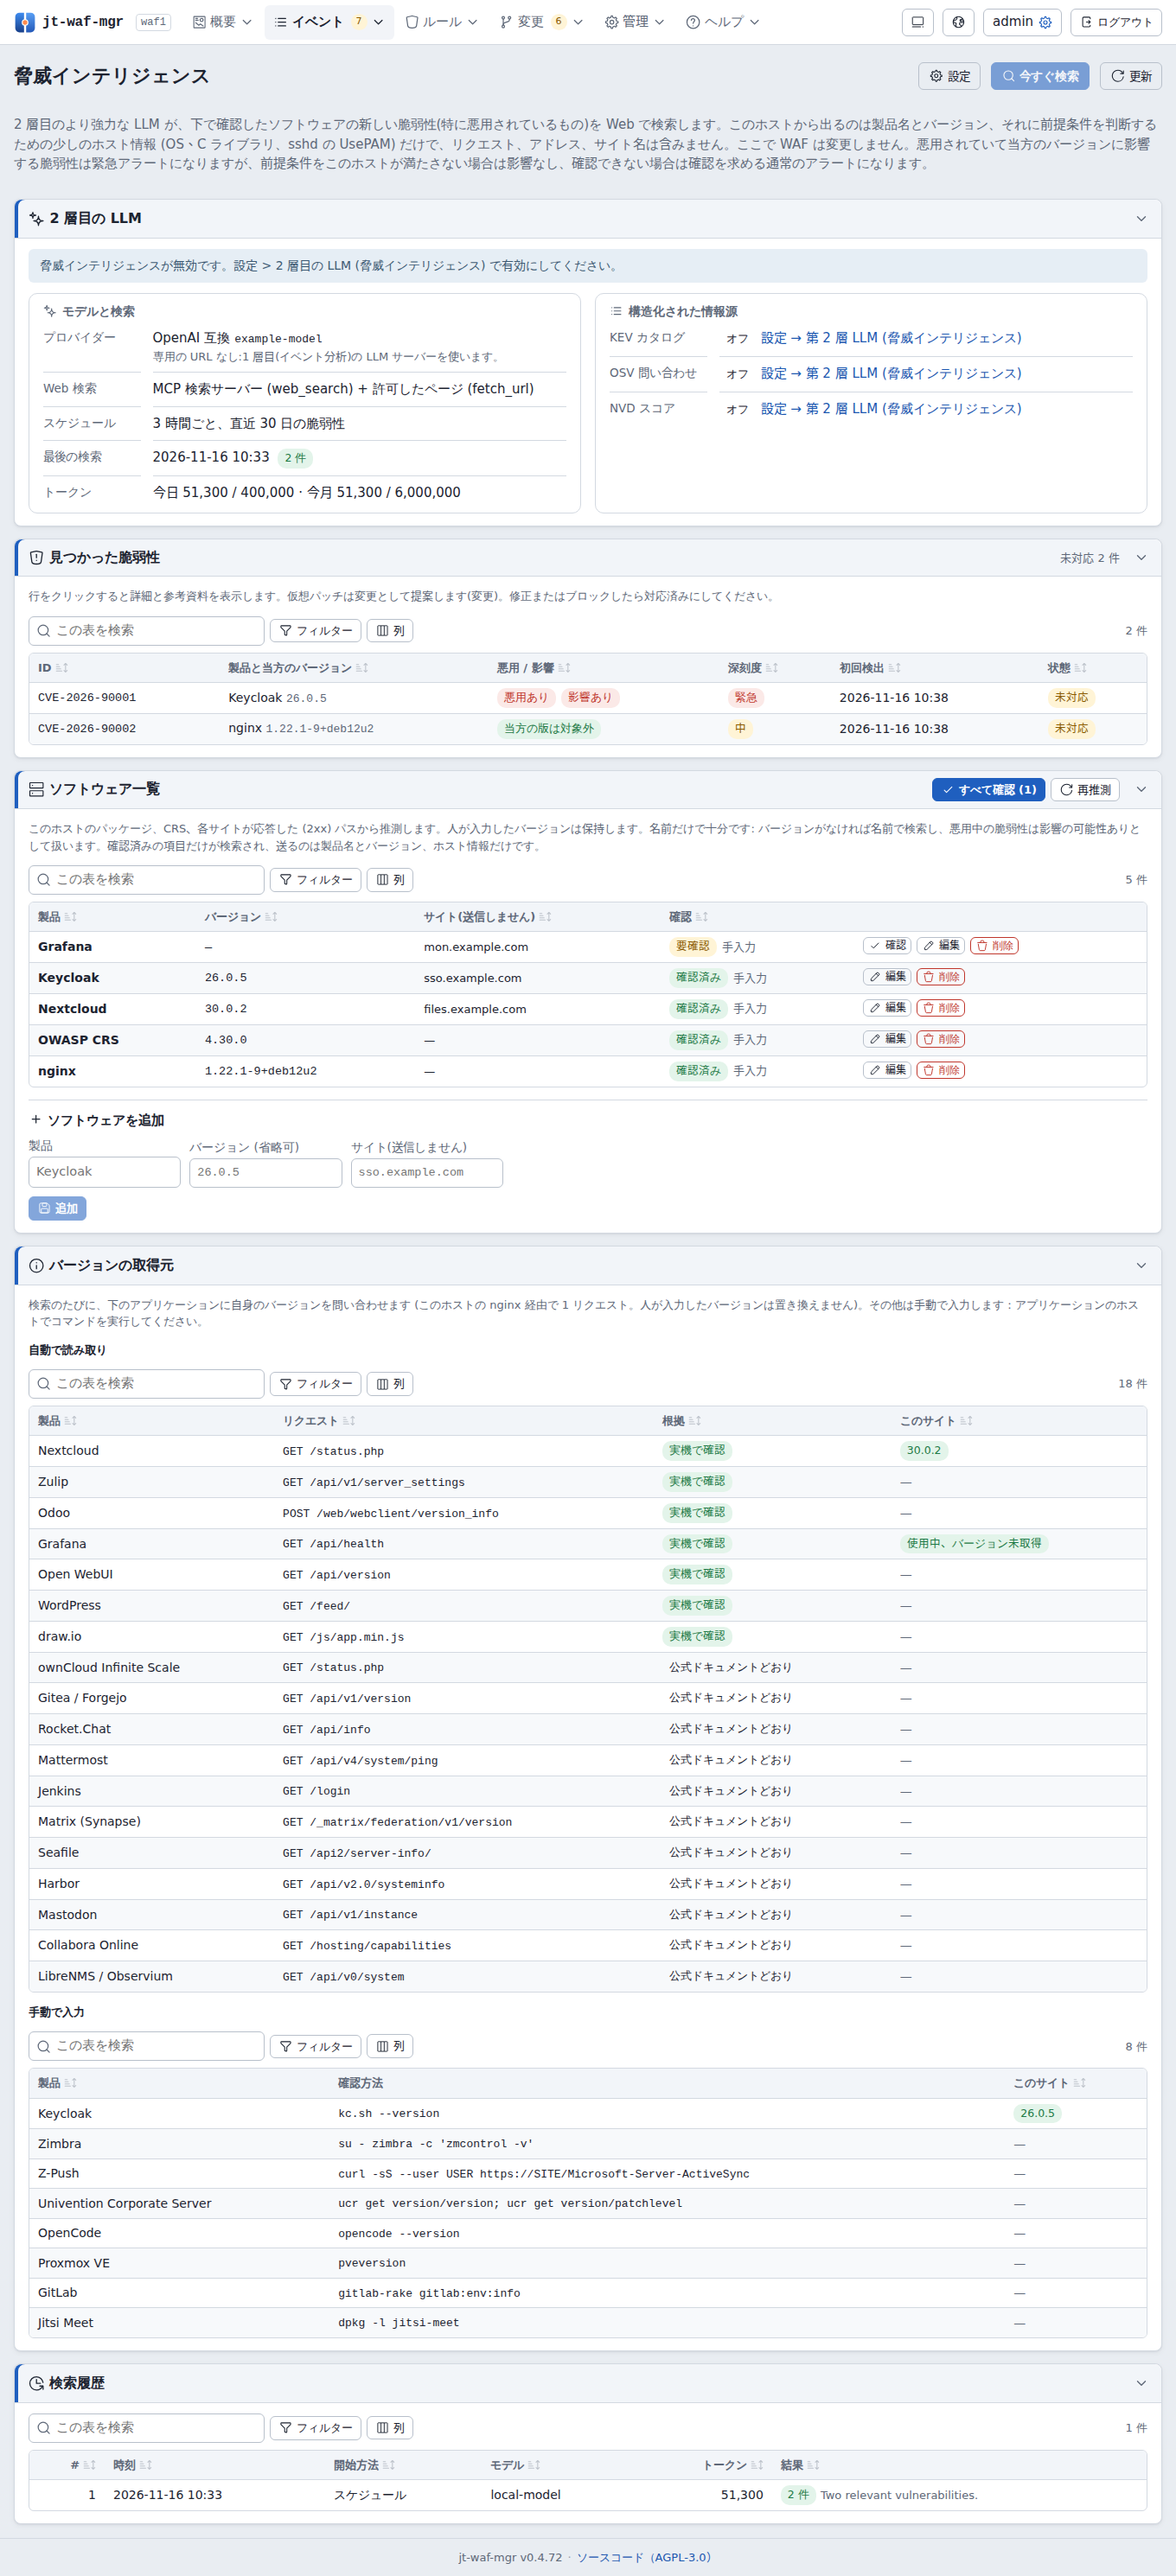 jt-waf-mgr waf1 概要 イベント 7 ルール 変更 6 管理 ヘルプ admin ログアウト
脅威インテリジェンス 設定 今すぐ検索 更新
2 層目のより強力な LLM が、下で確認したソフトウェアの新しい脆弱性(特に悪用されているもの)を Web で検索します。このホストから出るのは製品名とバージョン、それに前提条件を判断する
ための少しのホスト情報 (OS、C ライブラリ、sshd の UsePAM) だけで、リクエスト、アドレス、サイト名は含みません。ここで WAF は変更しません。悪用されていて当方のバージョンに影響
する脆弱性は緊急アラートになりますが、前提条件をこのホストが満たさない場合は影響なし、確認できない場合は確認を求める通常のアラートになります。
2 層目の LLM
脅威インテリジェンスが無効です。設定 > 2 層目の LLM (脅威インテリジェンス) で有効にしてください。
モデルと検索
プロバイダー OpenAI 互換 example-model
専用の URL なし:1 層目(イベント分析)の LLM サーバーを使います。
Web 検索 MCP 検索サーバー (web_search) + 許可したページ (fetch_url)
スケジュール 3 時間ごと、直近 30 日の脆弱性
最後の検索 2026-11-16 10:33 2 件
トークン 今日 51,300 / 400,000 · 今月 51,300 / 6,000,000
構造化された情報源
KEV カタログ オフ 設定 → 第 2 層 LLM (脅威インテリジェンス)
OSV 問い合わせ オフ 設定 → 第 2 層 LLM (脅威インテリジェンス)
NVD スコア オフ 設定 → 第 2 層 LLM (脅威インテリジェンス)
見つかった脆弱性 未対応 2 件
行をクリックすると詳細と参考資料を表示します。仮想パッチは変更として提案します(変更)。修正またはブロックしたら対応済みにしてください。
この表を検索 フィルター 列 2 件
ID 製品と当方のバージョン 悪用 / 影響 深刻度 初回検出 状態
CVE-2026-90001 Keycloak 26.0.5 悪用あり 影響あり 緊急 2026-11-16 10:38 未対応
CVE-2026-90002 nginx 1.22.1-9+deb12u2 当方の版は対象外 中 2026-11-16 10:38 未対応
ソフトウェア一覧 すべて確認 (1) 再推測
このホストのパッケージ、CRS、各サイトが応答した (2xx) パスから推測します。人が入力したバージョンは保持します。名前だけで十分です: バージョンがなければ名前で検索し、悪用中の脆弱性は影響の可能性ありと
して扱います。確認済みの項目だけが検索され、送るのは製品名とバージョン、ホスト情報だけです。
この表を検索 フィルター 列 5 件
製品 バージョン サイト(送信しません) 確認
Grafana — mon.example.com 要確認 手入力 確認 編集 削除
Keycloak 26.0.5 sso.example.com 確認済み 手入力 編集 削除
Nextcloud 30.0.2 files.example.com 確認済み 手入力 編集 削除
OWASP CRS 4.30.0 — 確認済み 手入力 編集 削除
nginx 1.22.1-9+deb12u2 — 確認済み 手入力 編集 削除
ソフトウェアを追加
製品 バージョン (省略可) サイト(送信しません)
Keycloak 26.0.5 sso.example.com
追加
バージョンの取得元
検索のたびに、下のアプリケーションに自身のバージョンを問い合わせます (このホストの nginx 経由で 1 リクエスト。人が入力したバージョンは置き換えません)。その他は手動で入力します：アプリケーションのホス
トでコマンドを実行してください。
自動で読み取り
この表を検索 フィルター 列 18 件
製品 リクエスト 根拠 このサイト
Nextcloud GET /status.php 実機で確認 30.0.2
Zulip GET /api/v1/server_settings 実機で確認 —
Odoo POST /web/webclient/version_info 実機で確認 —
Grafana GET /api/health 実機で確認 使用中、バージョン未取得
Open WebUI GET /api/version 実機で確認 —
WordPress GET /feed/ 実機で確認 —
draw.io GET /js/app.min.js 実機で確認 —
ownCloud Infinite Scale GET /status.php 公式ドキュメントどおり —
Gitea / Forgejo GET /api/v1/version 公式ドキュメントどおり —
Rocket.Chat GET /api/info 公式ドキュメントどおり —
Mattermost GET /api/v4/system/ping 公式ドキュメントどおり —
Jenkins GET /login 公式ドキュメントどおり —
Matrix (Synapse) GET /_matrix/federation/v1/version 公式ドキュメントどおり —
Seafile GET /api2/server-info/ 公式ドキュメントどおり —
Harbor GET /api/v2.0/systeminfo 公式ドキュメントどおり —
Mastodon GET /api/v1/instance 公式ドキュメントどおり —
Collabora Online GET /hosting/capabilities 公式ドキュメントどおり —
LibreNMS / Observium GET /api/v0/system 公式ドキュメントどおり —
手動で入力
この表を検索 フィルター 列 8 件
製品 確認方法 このサイト
Keycloak kc.sh --version 26.0.5
Zimbra su - zimbra -c 'zmcontrol -v' —
Z-Push curl -sS --user USER https://SITE/Microsoft-Server-ActiveSync —
Univention Corporate Server ucr get version/version; ucr get version/patchlevel —
OpenCode opencode --version —
Proxmox VE pveversion —
GitLab gitlab-rake gitlab:env:info —
Jitsi Meet dpkg -l jitsi-meet —
検索履歴
この表を検索 フィルター 列 1 件
# 時刻 開始方法 モデル トークン 結果
1 2026-11-16 10:33 スケジュール local-model 51,300 2 件 Two relevant vulnerabilities.
jt-waf-mgr v0.4.72 · ソースコード（AGPL-3.0）